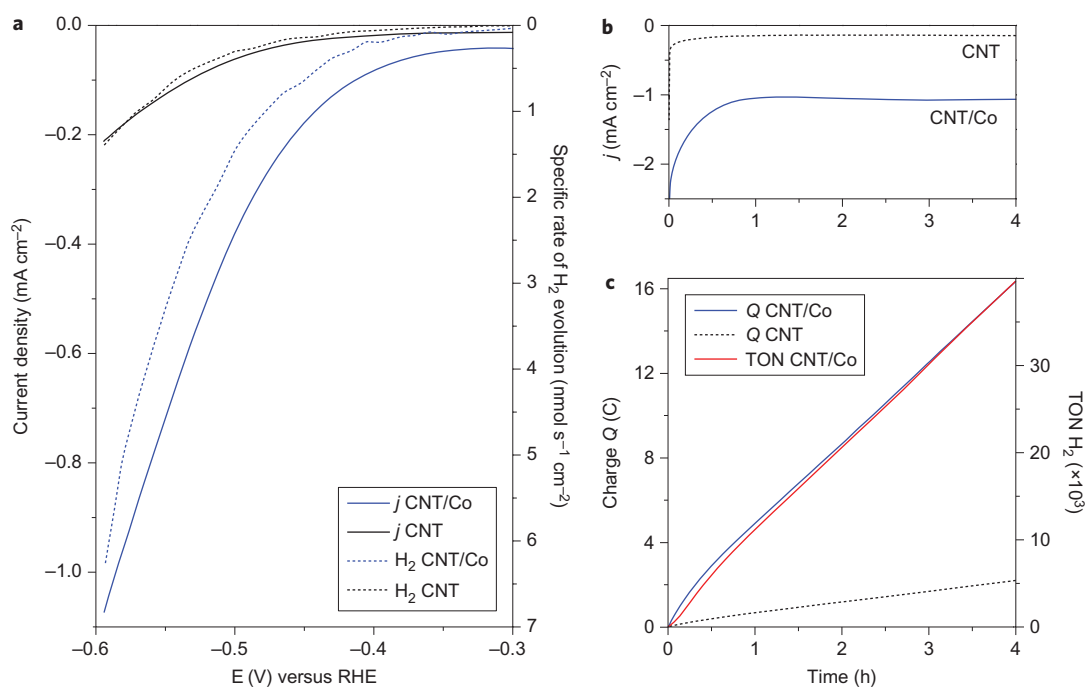 a
0.0
−0.2
−0.4
−0.6
−0.8
−1.0
Current density (mA cm−2)
−0.6
−0.5
−0.4
−0.3
E (V) versus RHE
0
1
2
3
4
5
6
7
Specific rate of H2 evolution (nmol s−1 cm−2)
j CNT/Co
j CNT
H2 CNT/Co
H2 CNT
b
0
−1
−2
j (mA cm−2)
CNT
CNT/Co
0
1
2
3
4
Time (h)
c
16
12
8
4
0
Charge Q (C)
Q CNT/Co
Q CNT
TON CNT/Co
30
20
10
0
TON H2 (×103)
0
1
2
3
4
Time (h)